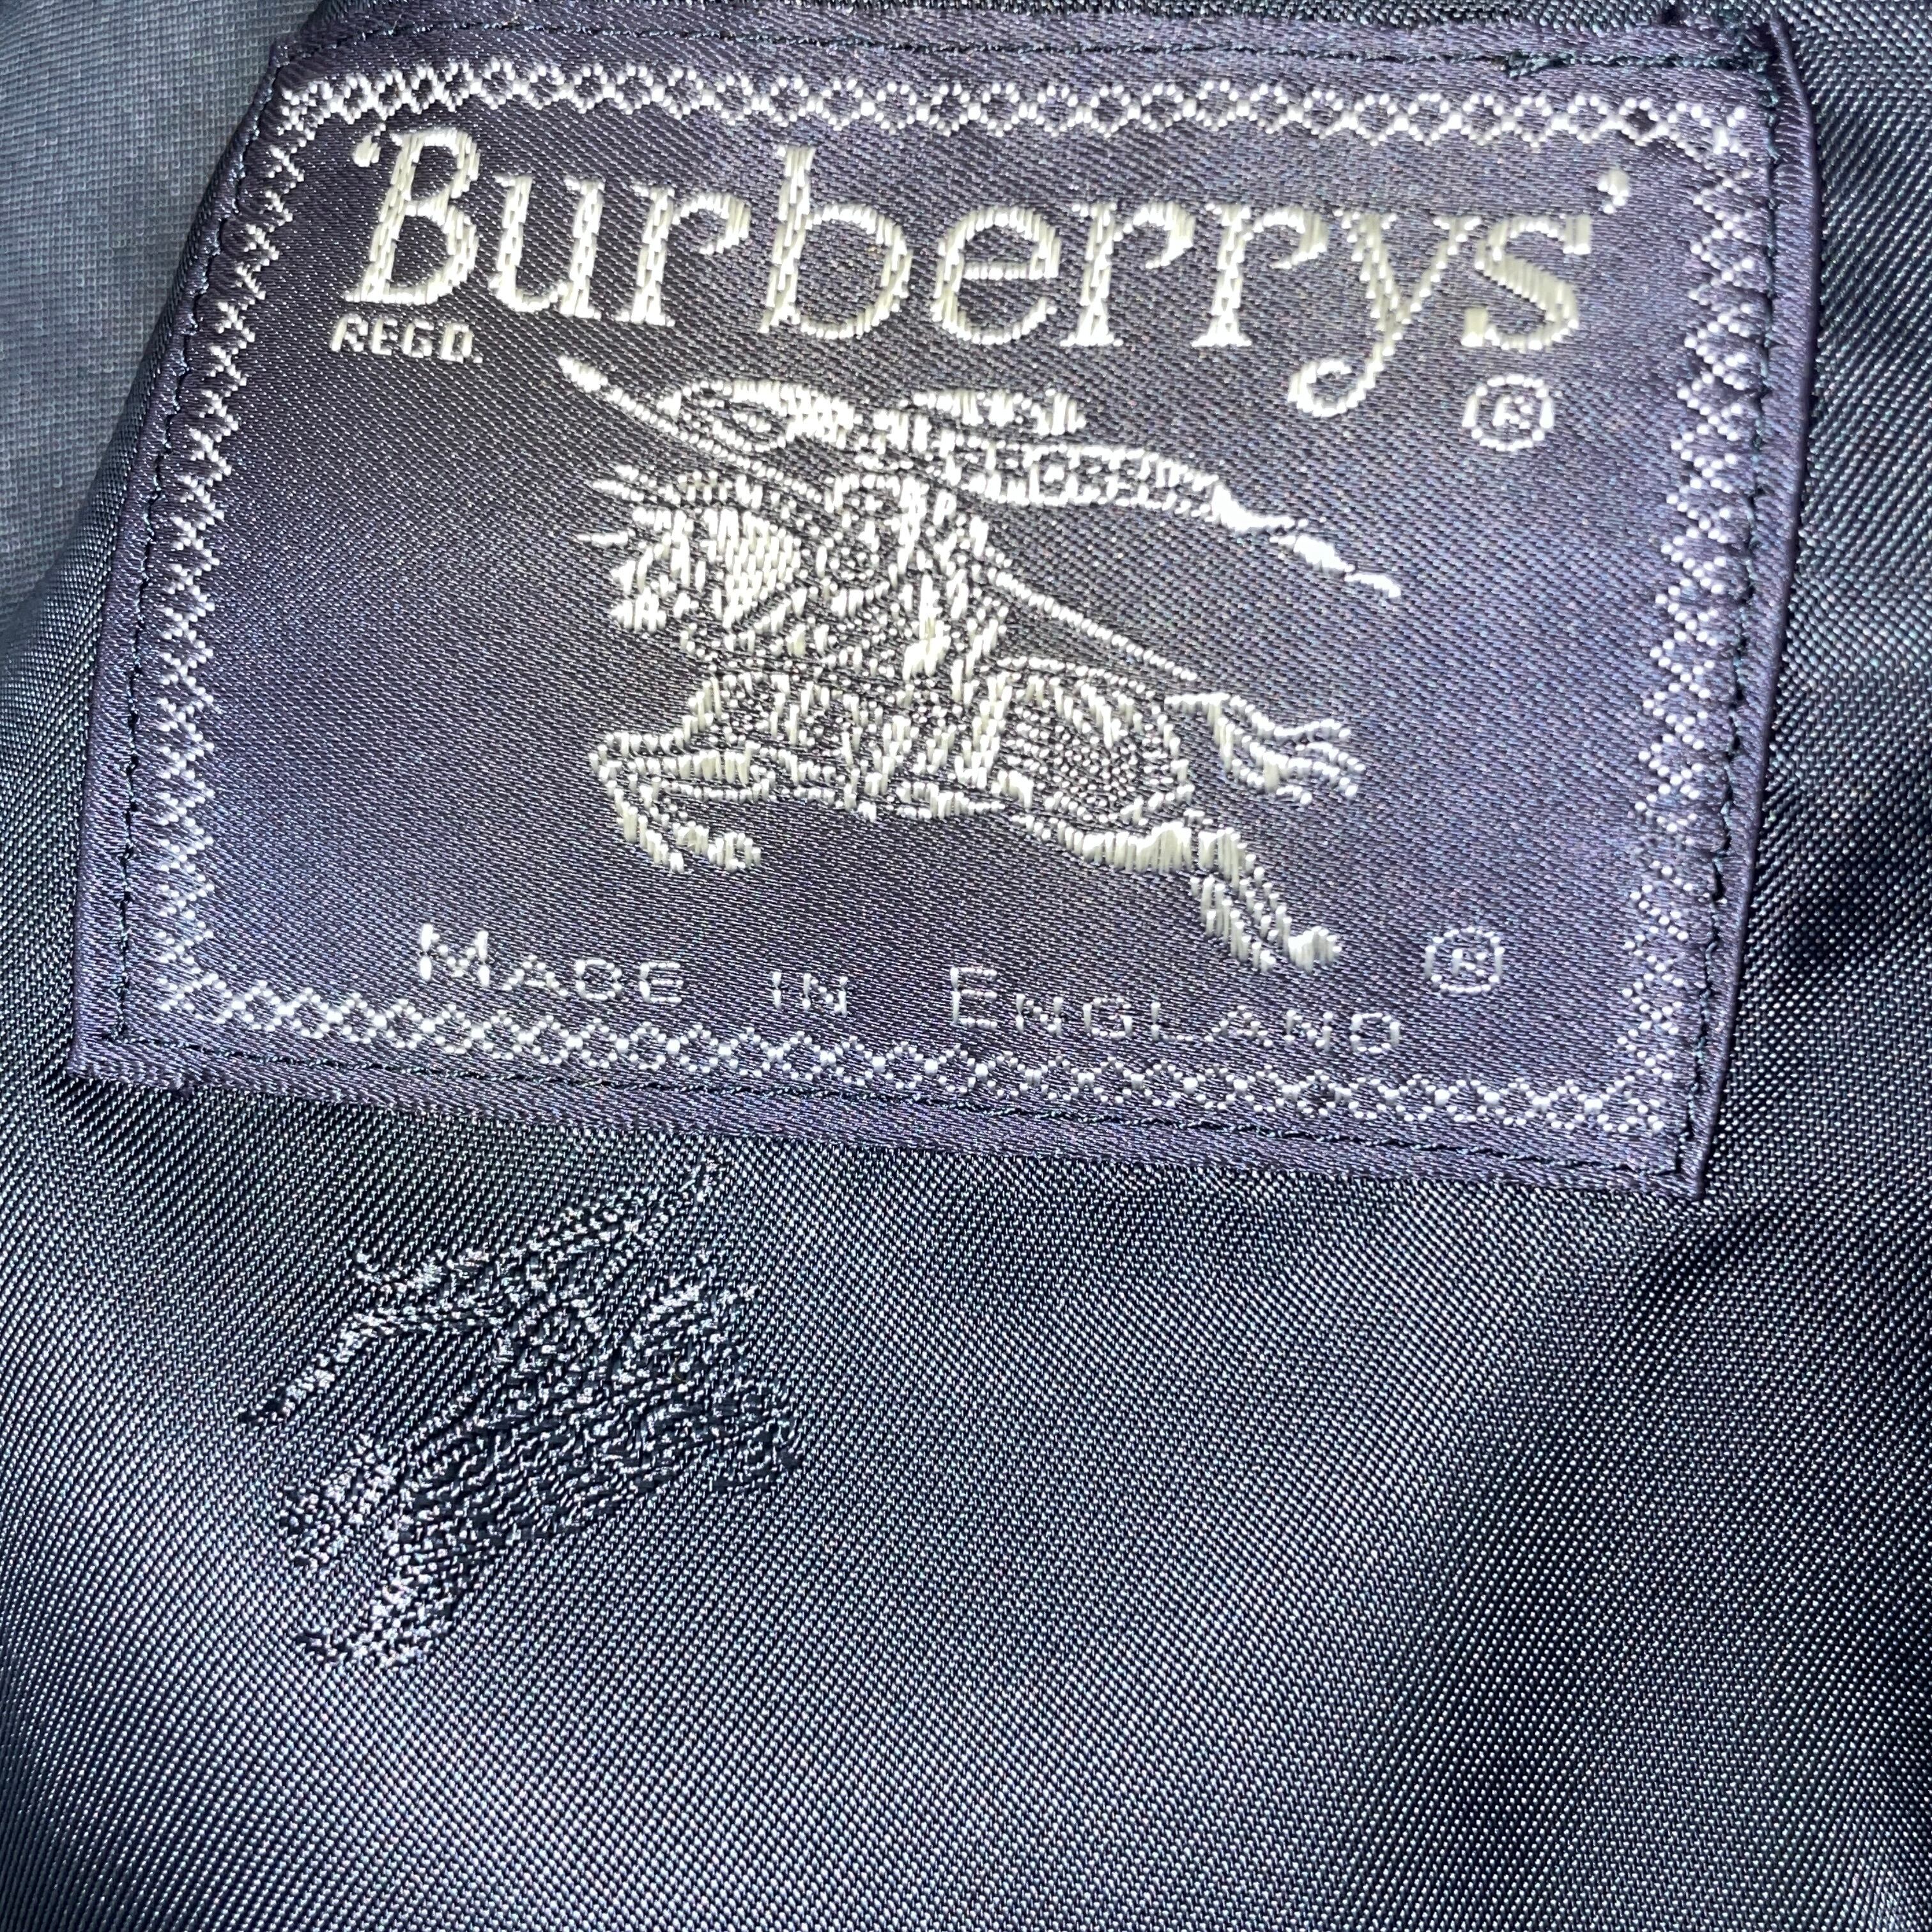 'Burberrys'
REGD.
®
®
MADE IN ENGLAND